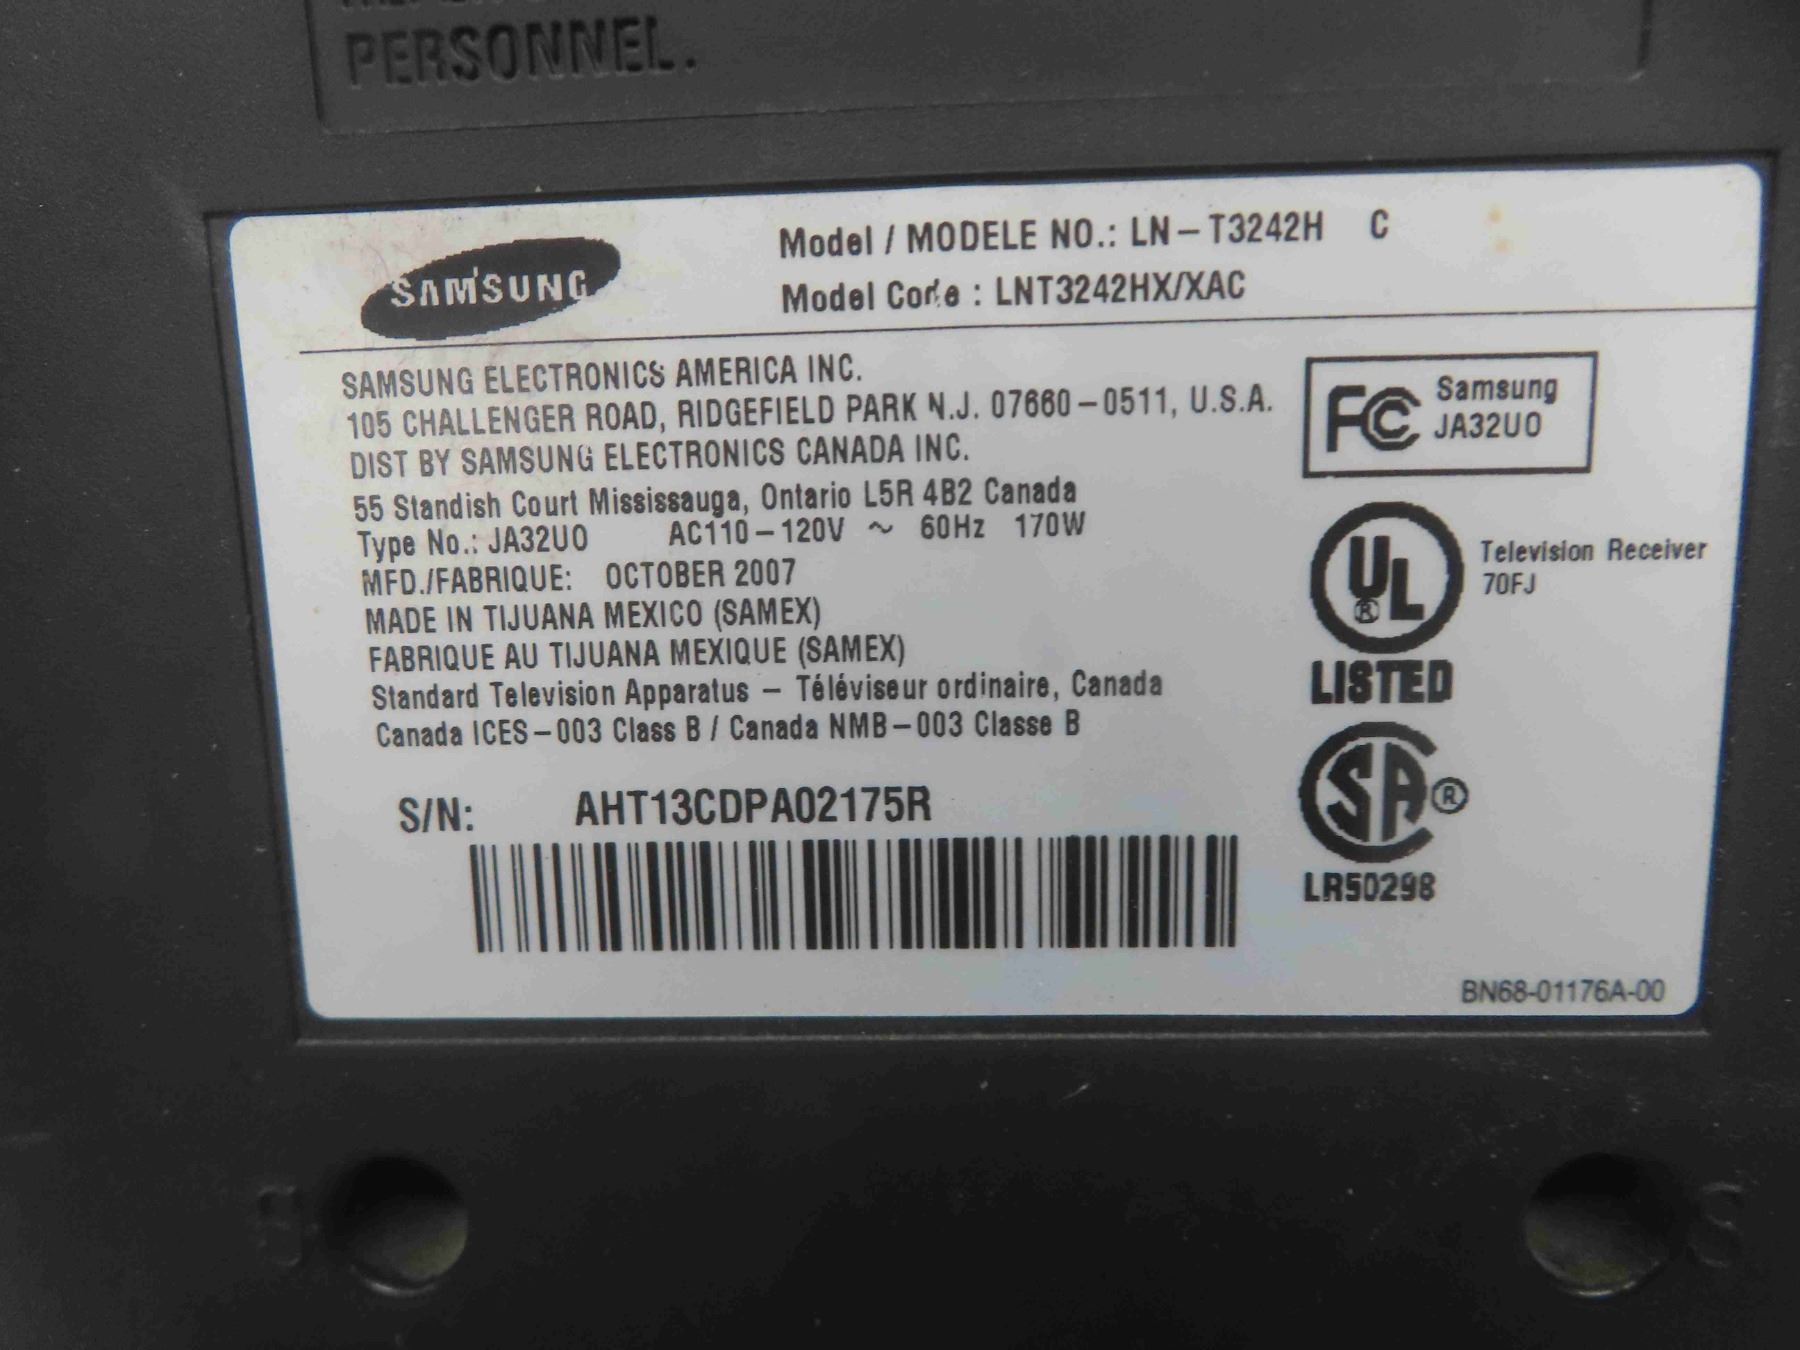 PERSONNEL.
SAMSUNG
Model / MODELE NO.: LN-T3242H C
Model Code : LNT3242HX/XAC
SAMSUNG ELECTRONICS AMERICA INC.
105 CHALLENGER ROAD, RIDGEFIELD PARK N.J. 07660-0511, U.S.A.
DIST BY SAMSUNG ELECTRONICS CANADA INC.
55 Standish Court Mississauga, Ontario L5R 4B2 Canada
Type No.: JA32UO AC110-120V ~ 60Hz 170W
MFD./FABRIQUE: OCTOBER 2007
MADE IN TIJUANA MEXICO (SAMEX)
FABRIQUE AU TIJUANA MEXIQUE (SAMEX)
Standard Television Apparatus - Téléviseur ordinaire, Canada
Canada ICES-003 Class B / Canada NMB-003 Classe B
S/N: AHT13CDPA02175R
FC Samsung
JA32UO
UL ® Television Receiver
70FJ
LISTED
SA ®
LR50298
BN68-01176A-00
S